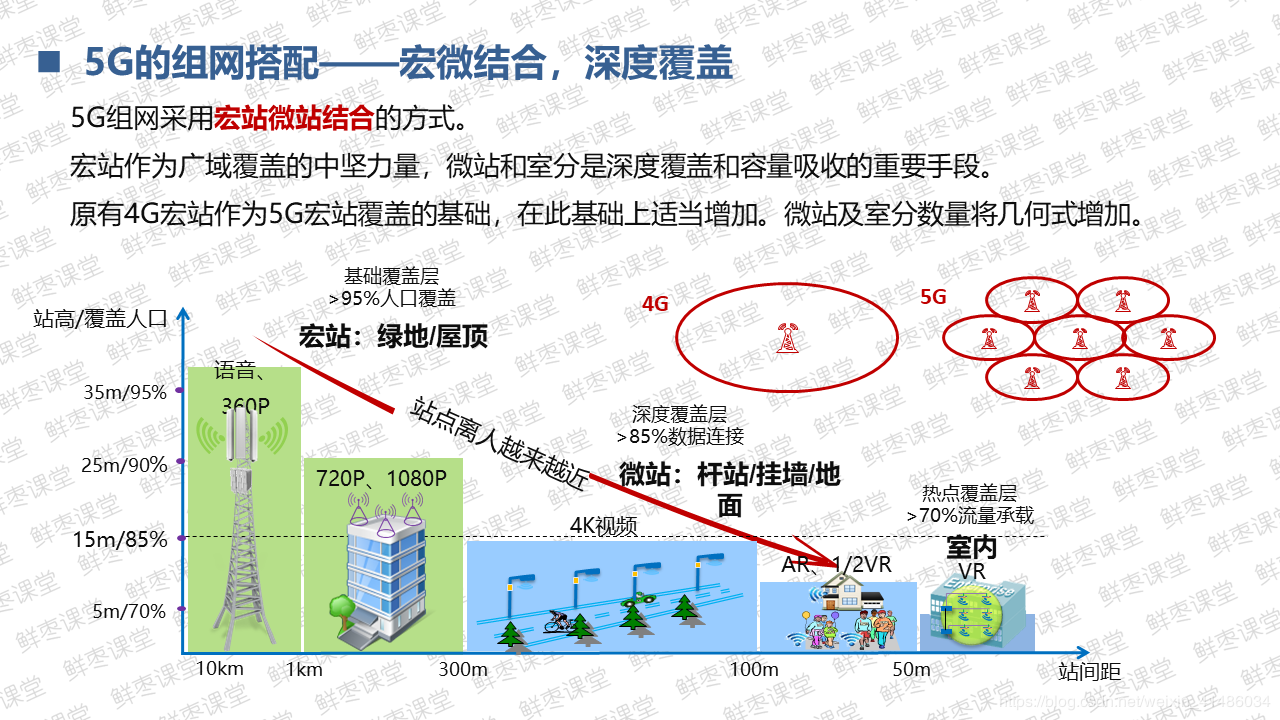 5G的组网搭配——宏微结合，深度覆盖
5G组网采用宏站微站结合的方式。
宏站作为广域覆盖的中坚力量，微站和室分是深度覆盖和容量吸收的重要手段。
原有4G宏站作为5G宏站覆盖的基础，在此基础上适当增加。微站及室分数量将几何式增加。
基础覆盖层
>95%人口覆盖
宏站：绿地/屋顶
4G
5G
站高/覆盖人口
35m/95%
25m/90%
15m/85%
5m/70%
语音、
360P
720P、1080P
站点离人越来越近
深度覆盖层
>85%数据连接
微站：杆站/挂墙/地
面
4K视频
热点覆盖层
>70%流量承载
室内
AR、1/2VR
VR
Enterprise
10km
1km
300m
100m
50m
站间距
鲜枣课堂